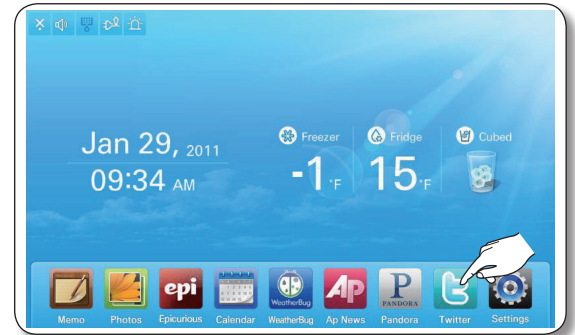 Freezer
Fridge
Cubed
Jan 29, 2011
09:34 AM
-1 °F
15 °F
epi
WeatherBug
AP
P
PANDORA
t
Memo
Photos
Epicurious
Calendar
WeatherBug
Ap News
Pandora
Twitter
Settings